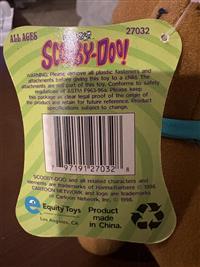 ALL AGES 27032
SCOOBY-DOO!
WARNING: Please remove all plastic fasteners and
attachments before giving this toy to a child. The
attachments are not part of this toy. Conforms to safety
regulations of ASTM F963-96a. Please keep
this package as clear legal proof of the origin of
the product and retain for future reference. Product
specifications subject to change.
7 97191 27032 8
SCOOBY-DOO and all related characters and
elements are trademarks of Hanna-Barbera © 1998.
CARTOON NETWORK and logo are trademarks of
Cartoon Network, Inc. © 1998.
e Equity Toys
Los Angeles, CA
Product
made
in China.